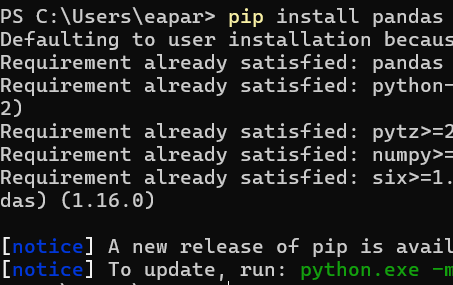 PS C:\Users\eapar> pip install pandas
Defaulting to user installation becaus
Requirement already satisfied: pandas
Requirement already satisfied: python-
2)
Requirement already satisfied: pytz>=2
Requirement already satisfied: numpy>=
Requirement already satisfied: six>=1.
das) (1.16.0)
[notice] A new release of pip is avail
[notice] To update, run: python.exe -m